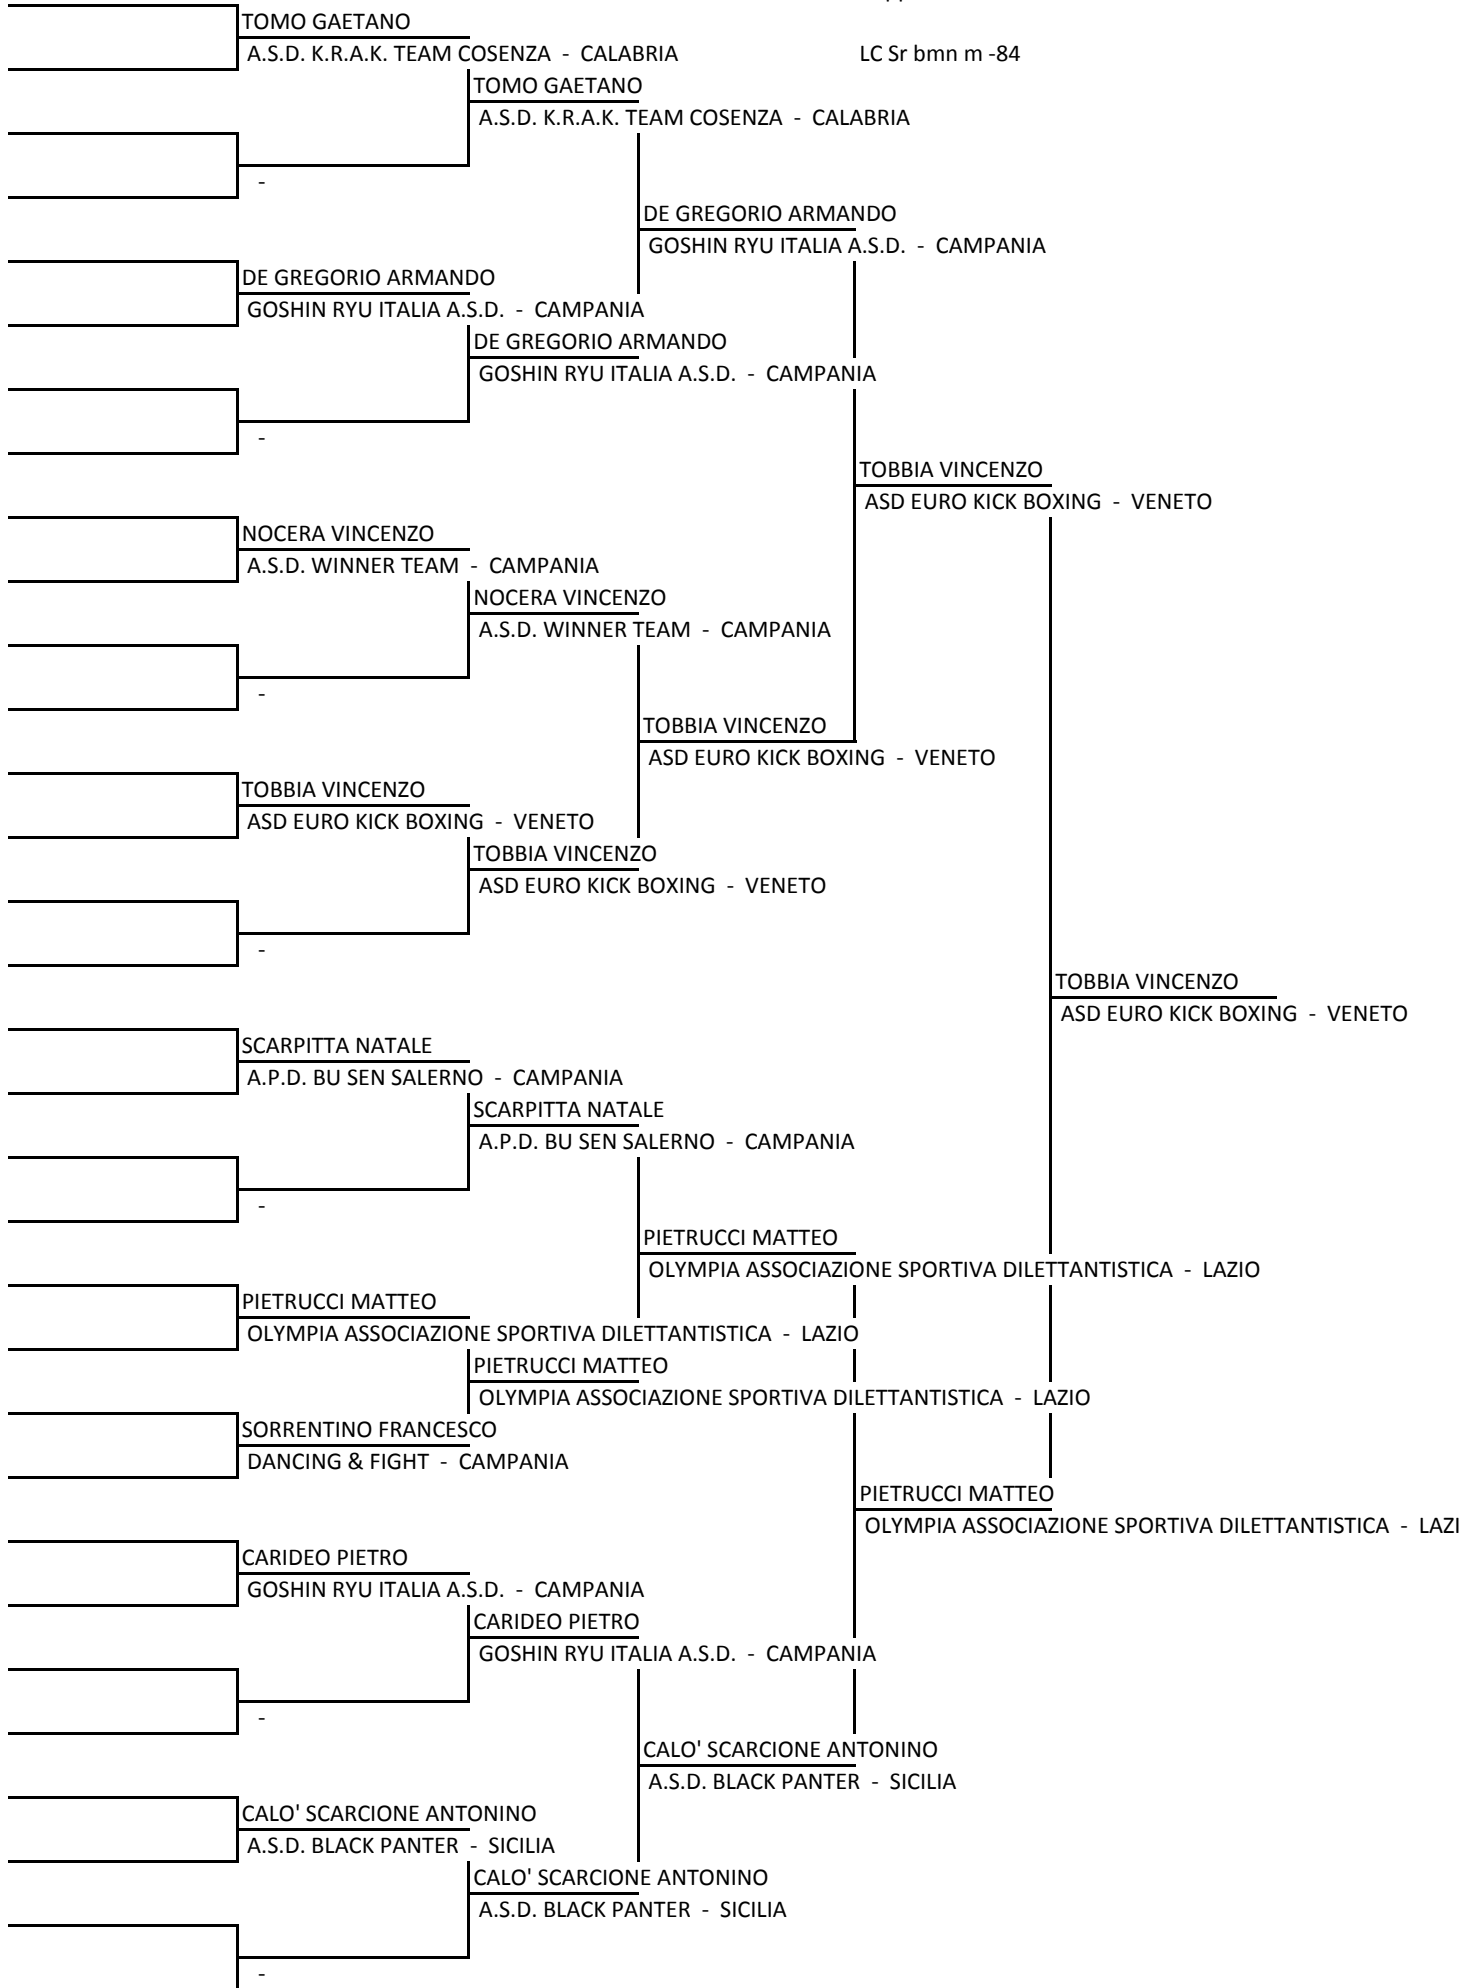 TOMO GAETANO
A.S.D. K.R.A.K. TEAM COSENZA - CALABRIA
LC Sr bmn m -84
TOMO GAETANO
A.S.D. K.R.A.K. TEAM COSENZA - CALABRIA
-
DE GREGORIO ARMANDO
GOSHIN RYU ITALIA A.S.D. - CAMPANIA
DE GREGORIO ARMANDO
GOSHIN RYU ITALIA A.S.D. - CAMPANIA
DE GREGORIO ARMANDO
GOSHIN RYU ITALIA A.S.D. - CAMPANIA
-
TOBBIA VINCENZO
ASD EURO KICK BOXING - VENETO
NOCERA VINCENZO
A.S.D. WINNER TEAM - CAMPANIA
NOCERA VINCENZO
A.S.D. WINNER TEAM - CAMPANIA
-
TOBBIA VINCENZO
ASD EURO KICK BOXING - VENETO
TOBBIA VINCENZO
ASD EURO KICK BOXING - VENETO
TOBBIA VINCENZO
ASD EURO KICK BOXING - VENETO
-
TOBBIA VINCENZO
ASD EURO KICK BOXING - VENETO
SCARPITTA NATALE
A.P.D. BU SEN SALERNO - CAMPANIA
SCARPITTA NATALE
A.P.D. BU SEN SALERNO - CAMPANIA
-
PIETRUCCI MATTEO
OLYMPIA ASSOCIAZIONE SPORTIVA DILETTANTISTICA - LAZIO
PIETRUCCI MATTEO
OLYMPIA ASSOCIAZIONE SPORTIVA DILETTANTISTICA - LAZIO
PIETRUCCI MATTEO
OLYMPIA ASSOCIAZIONE SPORTIVA DILETTANTISTICA - LAZIO
SORRENTINO FRANCESCO
DANCING & FIGHT - CAMPANIA
PIETRUCCI MATTEO
OLYMPIA ASSOCIAZIONE SPORTIVA DILETTANTISTICA - LAZI
CARIDEO PIETRO
GOSHIN RYU ITALIA A.S.D. - CAMPANIA
CARIDEO PIETRO
GOSHIN RYU ITALIA A.S.D. - CAMPANIA
-
CALO' SCARCIONE ANTONINO
A.S.D. BLACK PANTER - SICILIA
CALO' SCARCIONE ANTONINO
A.S.D. BLACK PANTER - SICILIA
CALO' SCARCIONE ANTONINO
A.S.D. BLACK PANTER - SICILIA
-